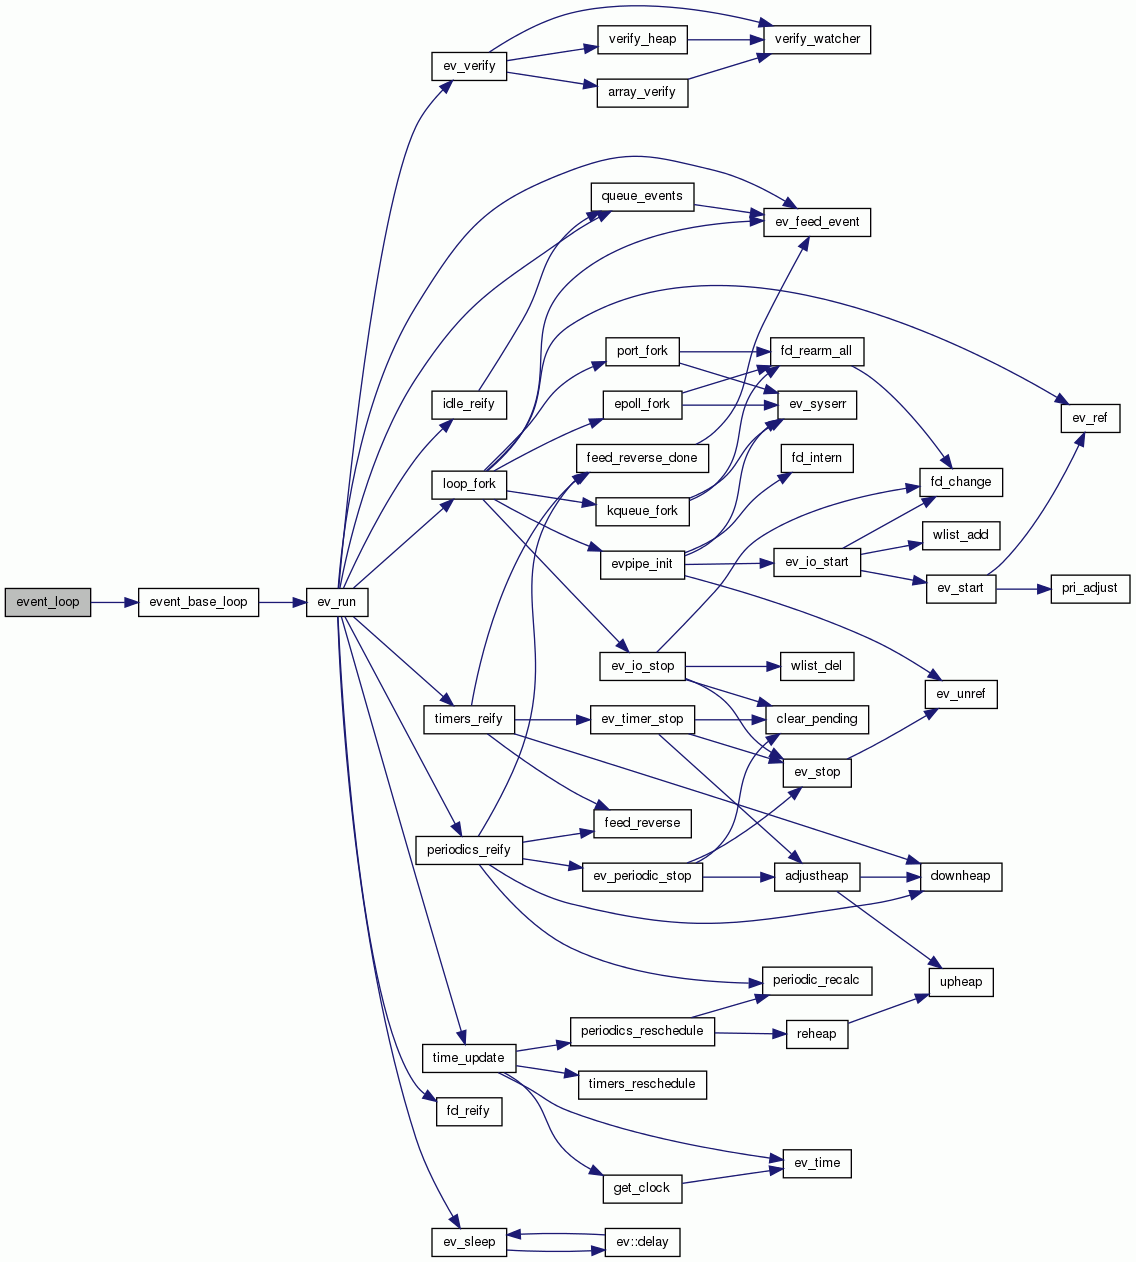 event_loop
event_base_loop
ev_run
ev_verify
verify_heap
verify_watcher
array_verify
queue_events
ev_feed_event
idle_reify
port_fork
fd_rearm_all
epoll_fork
ev_syserr
ev_ref
loop_fork
feed_reverse_done
fd_intern
kqueue_fork
fd_change
evpipe_init
ev_io_start
wlist_add
ev_start
pri_adjust
ev_io_stop
wlist_del
timers_reify
ev_timer_stop
clear_pending
ev_unref
ev_stop
periodics_reify
feed_reverse
ev_periodic_stop
adjustheap
downheap
periodic_recalc
upheap
time_update
periodics_reschedule
reheap
timers_reschedule
fd_reify
get_clock
ev_time
ev_sleep
ev::delay